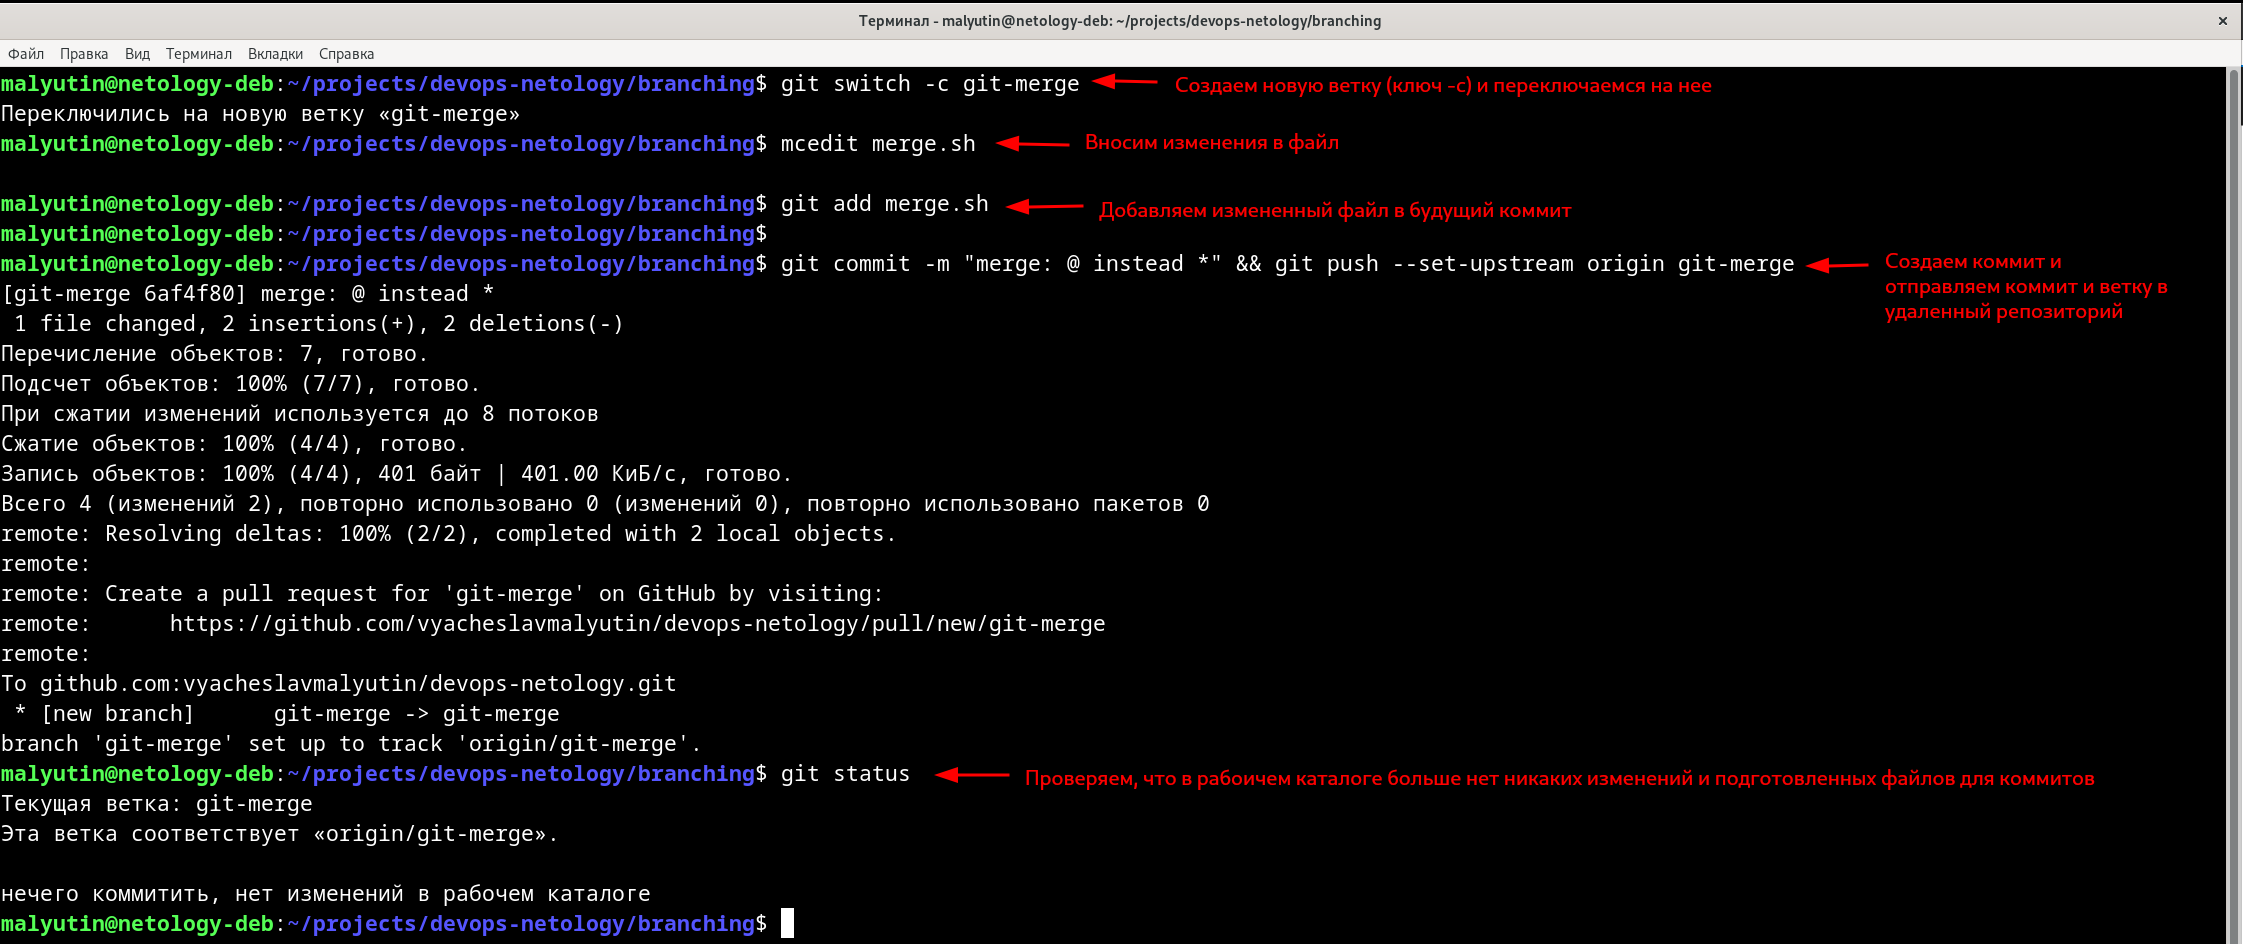 Терминал - malyutin@netology-deb: ~/projects/devops-netology/branching
Файл Правка Вид Терминал Вкладки Справка
malyutin@netology-deb:~/projects/devops-netology/branching$ git switch -c git-merge Создаем новую ветку (ключ -c) и переключаемся на нее
Переключились на новую ветку «git-merge»
malyutin@netology-deb:~/projects/devops-netology/branching$ mcedit merge.sh Вносим изменения в файл
malyutin@netology-deb:~/projects/devops-netology/branching$ git add merge.sh Добавляем измененный файл в будущий коммит
malyutin@netology-deb:~/projects/devops-netology/branching$
malyutin@netology-deb:~/projects/devops-netology/branching$ git commit -m "merge: @ instead *" && git push --set-upstream origin git-merge
Создаем коммит и
отправляем коммит и ветку в
удаленный репозиторий
[git-merge 6af4f80] merge: @ instead *
1 file changed, 2 insertions(+), 2 deletions(-)
Перечисление объектов: 7, готово.
Подсчет объектов: 100% (7/7), готово.
При сжатии изменений используется до 8 потоков
Сжатие объектов: 100% (4/4), готово.
Запись объектов: 100% (4/4), 401 байт | 401.00 КиБ/с, готово.
Всего 4 (изменений 2), повторно использовано 0 (изменений 0), повторно использовано пакетов 0
remote: Resolving deltas: 100% (2/2), completed with 2 local objects.
remote:
remote: Create a pull request for 'git-merge' on GitHub by visiting:
remote: https://github.com/vyacheslavmalyutin/devops-netology/pull/new/git-merge
remote:
To github.com:vyacheslavmalyutin/devops-netology.git
* [new branch] git-merge -> git-merge
branch 'git-merge' set up to track 'origin/git-merge'.
malyutin@netology-deb:~/projects/devops-netology/branching$ git status Проверяем, что в рабоичем каталоге больше нет никаких изменений и подготовленных файлов для коммитов
Текущая ветка: git-merge
Эта ветка соответствует «origin/git-merge».
нечего коммитить, нет изменений в рабочем каталоге
malyutin@netology-deb:~/projects/devops-netology/branching$